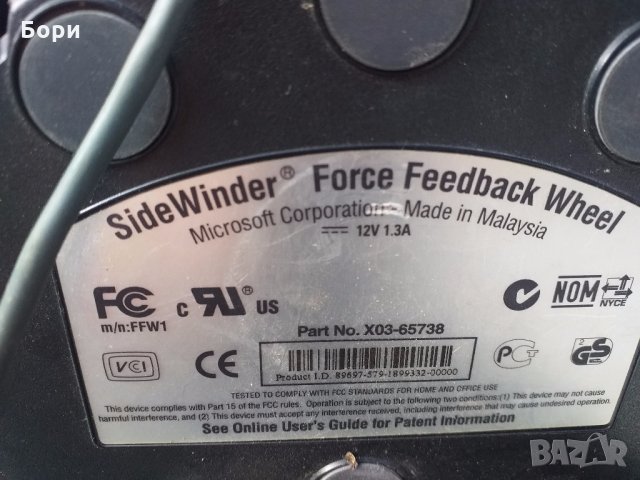 Бори
SideWinder® Force Feedback Wheel
Microsoft Corporation - Made in Malaysia
12V 1.3A
FC
m/n:FFW1
c RU ® US
NOM
NYCE
Part No. X03-65738
VCI
CE
Product I.D. 89697-579-1899332-00000
PG
GS
TESTED TO COMPLY WITH FCC STANDARDS FOR HOME AND OFFICE USE
This device complies with Part 15 of the FCC rules. Operation is subject to the following two conditions:(1) This device may not cause
harmful interference, and (2) This device must accept any interference received, including interference that may cause undesired operation.
See Online User's Guide for Patent Information
BAZAR